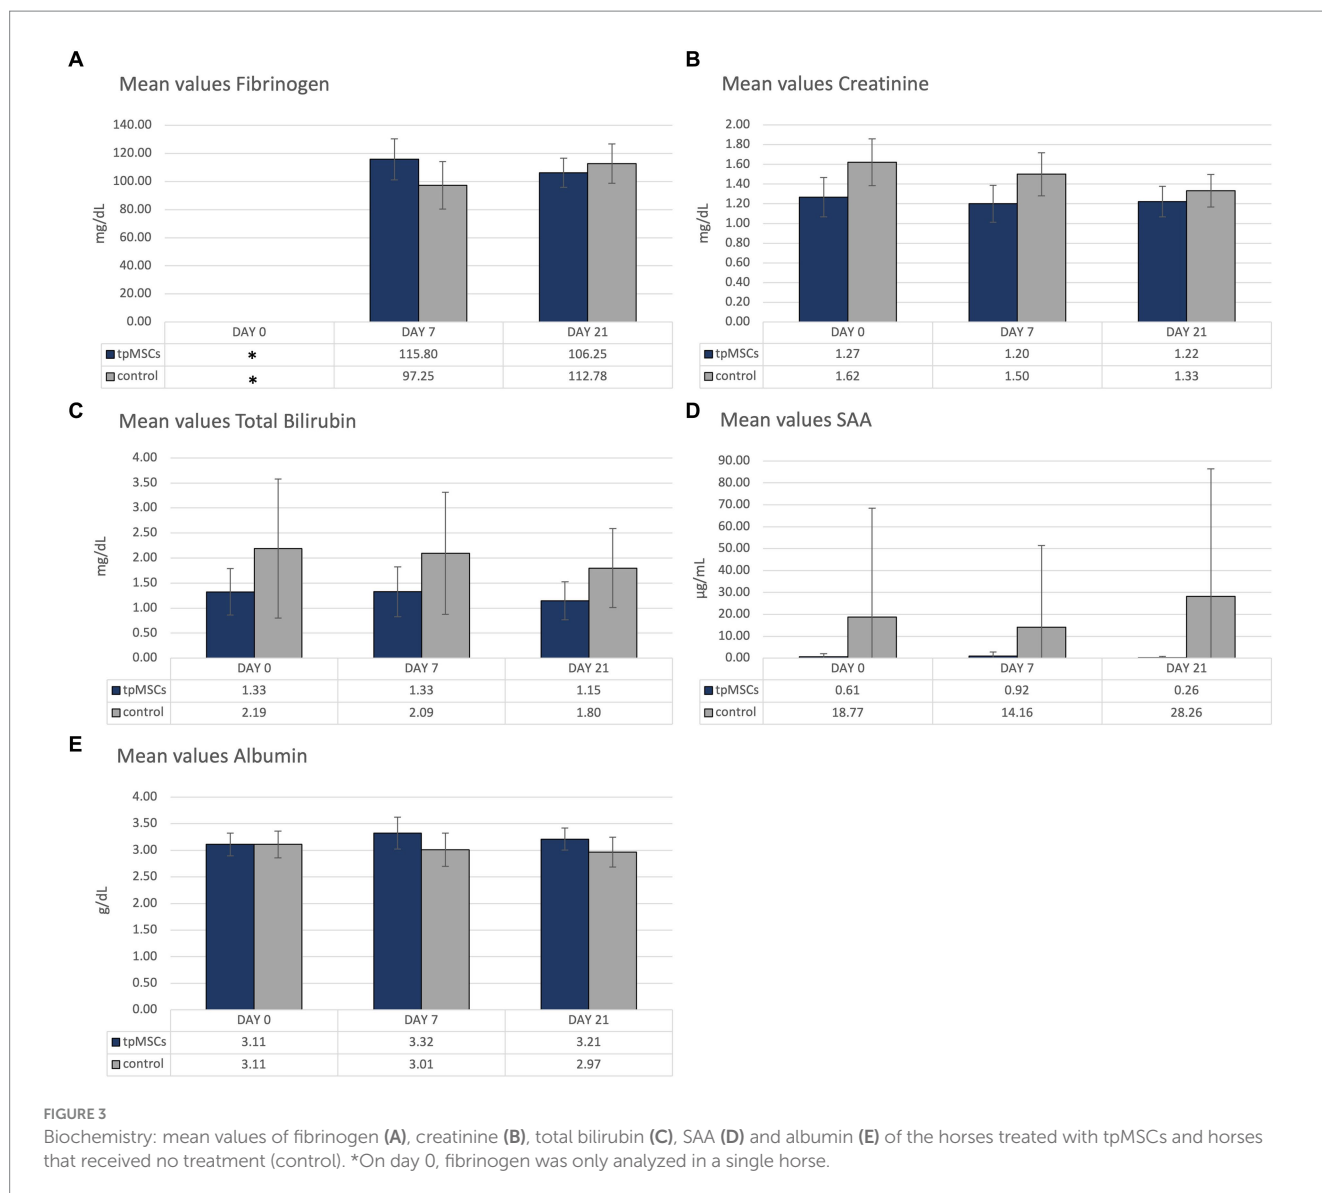 A
Mean values Fibrinogen
140.00
120.00
100.00
80.00
60.00
40.00
20.00
0.00
mg/dL
DAY 0 DAY 7 DAY 21
tpMSCs * 115.80 106.25
control * 97.25 112.78
B
Mean values Creatinine
2.00
1.80
1.60
1.40
1.20
1.00
0.80
0.60
0.40
0.20
0.00
mg/dL
DAY 0 DAY 7 DAY 21
tpMSCs 1.27 1.20 1.22
control 1.62 1.50 1.33
C
Mean values Total Bilirubin
4.00
3.50
3.00
2.50
2.00
1.50
1.00
0.50
0.00
mg/dL
DAY 0 DAY 7 DAY 21
tpMSCs 1.33 1.33 1.15
control 2.19 2.09 1.80
D
Mean values SAA
90.00
80.00
70.00
60.00
50.00
40.00
30.00
20.00
10.00
0.00
µg/mL
DAY 0 DAY 7 DAY 21
tpMSCs 0.61 0.92 0.26
control 18.77 14.16 28.26
E
Mean values Albumin
4.00
3.50
3.00
2.50
2.00
1.50
1.00
0.50
0.00
g/dL
DAY 0 DAY 7 DAY 21
tpMSCs 3.11 3.32 3.21
control 3.11 3.01 2.97
FIGURE 3
Biochemistry: mean values of fibrinogen (A), creatinine (B), total bilirubin (C), SAA (D) and albumin (E) of the horses treated with tpMSCs and horses
that received no treatment (control). *On day 0, fibrinogen was only analyzed in a single horse.